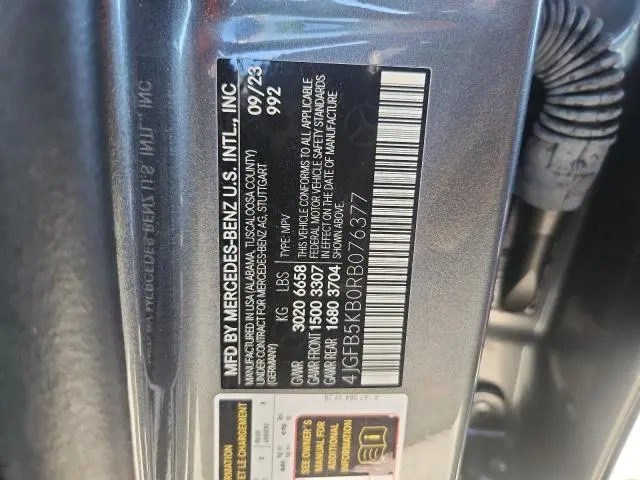 MFD BY MERCEDES-BENZ U.S. INTL., INC
MANUFACTURED IN USA (ALABAMA, TUSCALOOSA COUNTY)
UNDER CONTRACT FOR MERCEDES-BENZ AG, STUTTGART
(GERMANY)
09/23
992
KG LBS TYPE: MPV
GVWR 3020 6658
GAWR FRONT 1500 3307
GAWR REAR 1680 3704
THIS VEHICLE CONFORMS TO ALL APPLICABLE
FEDERAL MOTOR VEHICLE SAFETY STANDARDS
IN EFFECT ON THE DATE OF MANUFACTURE
SHOWN ABOVE.
4JGFB5KB0RB076377
ET LE CHARGEMENT
SEE OWNER'S
MANUAL FOR
ADDITIONAL
INFORMATION